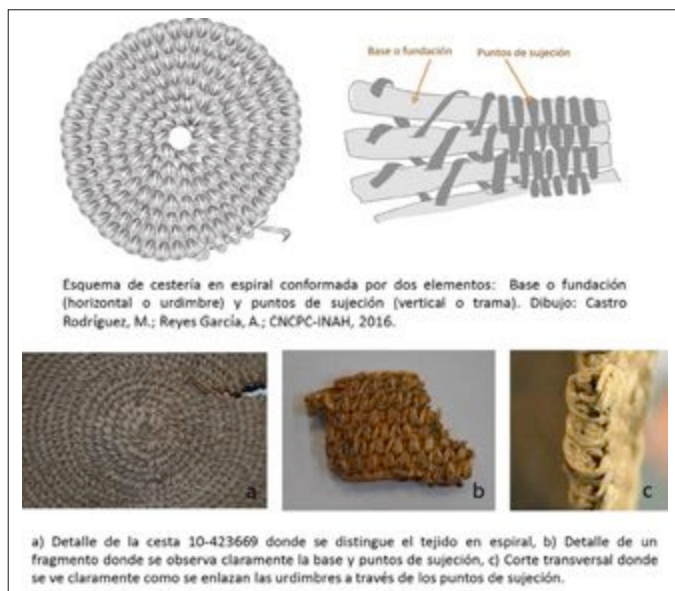 Base o fundación
Puntos de sujeción
Esquema de cestería en espiral conformada por dos elementos: Base o fundación
(horizontal o urdimbre) y puntos de sujeción (vertical o trama). Dibujo: Castro
Rodríguez, M.; Reyes García, A.; CNCPC-INAH, 2016.
a
b
c
a) Detalle de la cesta 10-423669 donde se distingue el tejido en espiral, b) Detalle de un
fragmento donde se observa claramente la base y puntos de sujeción, c) Corte transversal donde
se ve claramente como se enlazan las urdimbres a través de los puntos de sujeción.